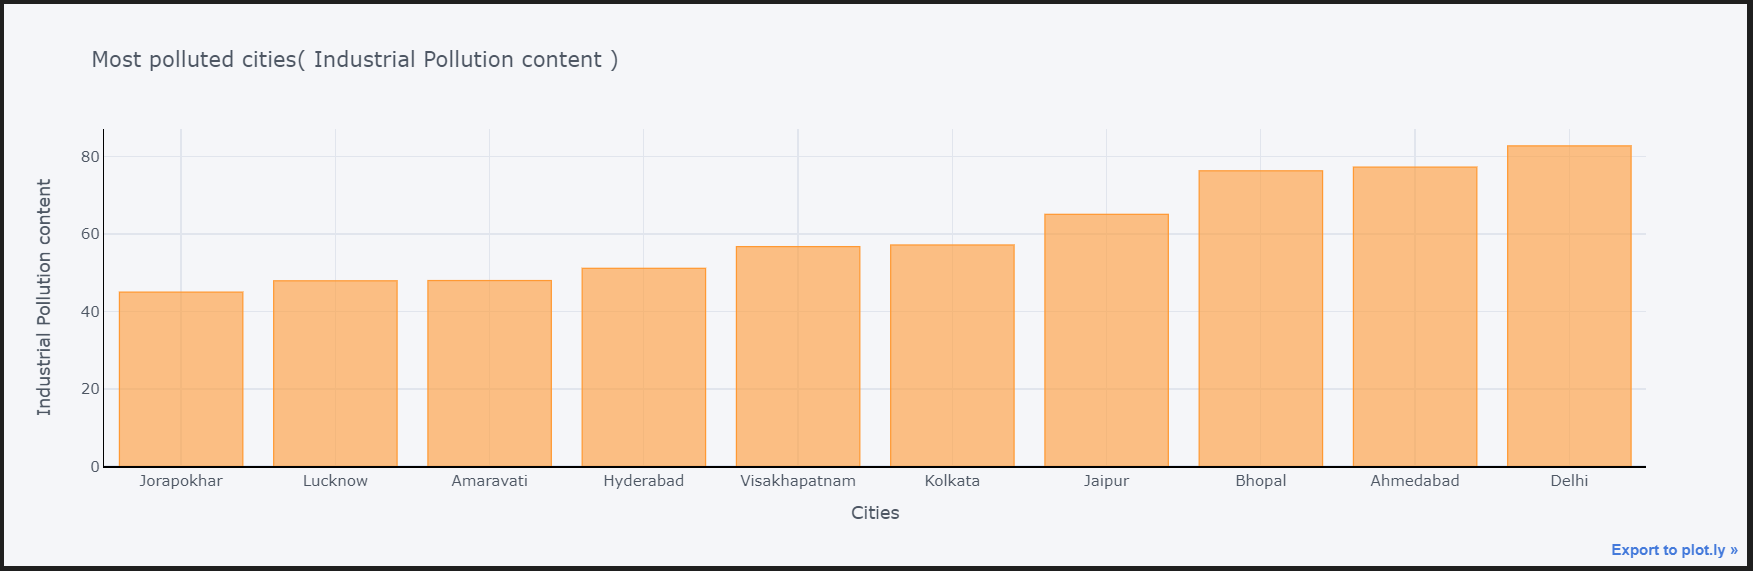 Most polluted cities( Industrial Pollution content )
Industrial Pollution content
80
60
40
20
0
Jorapokhar Lucknow Amaravati Hyderabad Visakhapatnam Kolkata Jaipur Bhopal Ahmedabad Delhi
Cities
Export to plot.ly »